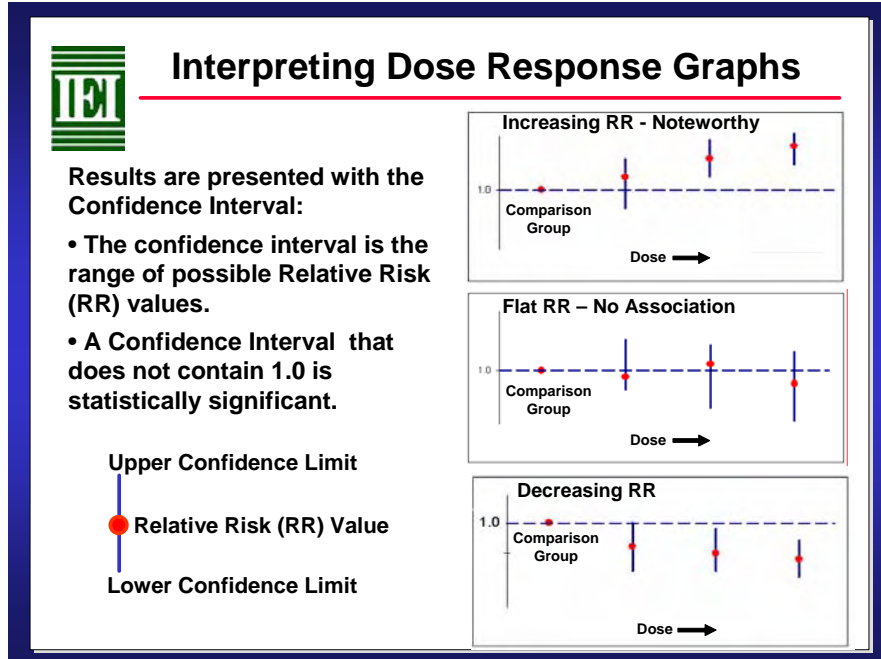 IEI
Interpreting Dose Response Graphs
Results are presented with the
Confidence Interval:
• The confidence interval is the
range of possible Relative Risk
(RR) values.
• A Confidence Interval that
does not contain 1.0 is
statistically significant.
Upper Confidence Limit
Relative Risk (RR) Value
Lower Confidence Limit
Increasing RR - Noteworthy
1.0
Comparison
Group
Dose
Flat RR – No Association
1.0
Comparison
Group
Dose
Decreasing RR
1.0
Comparison
Group
Dose